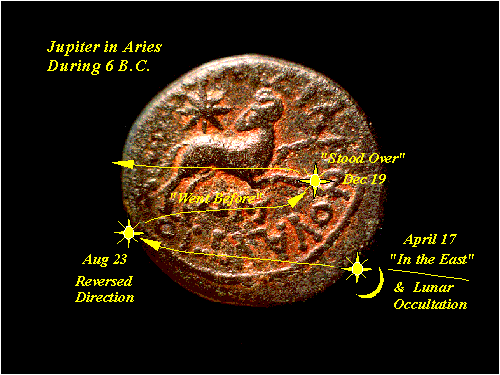 Jupiter in Aries
During 6 B.C.
"Stood Over"
Dec 19
"Went Before"
April 17
"In the East"
& Lunar
Occultation
Aug 23
Reversed
Direction